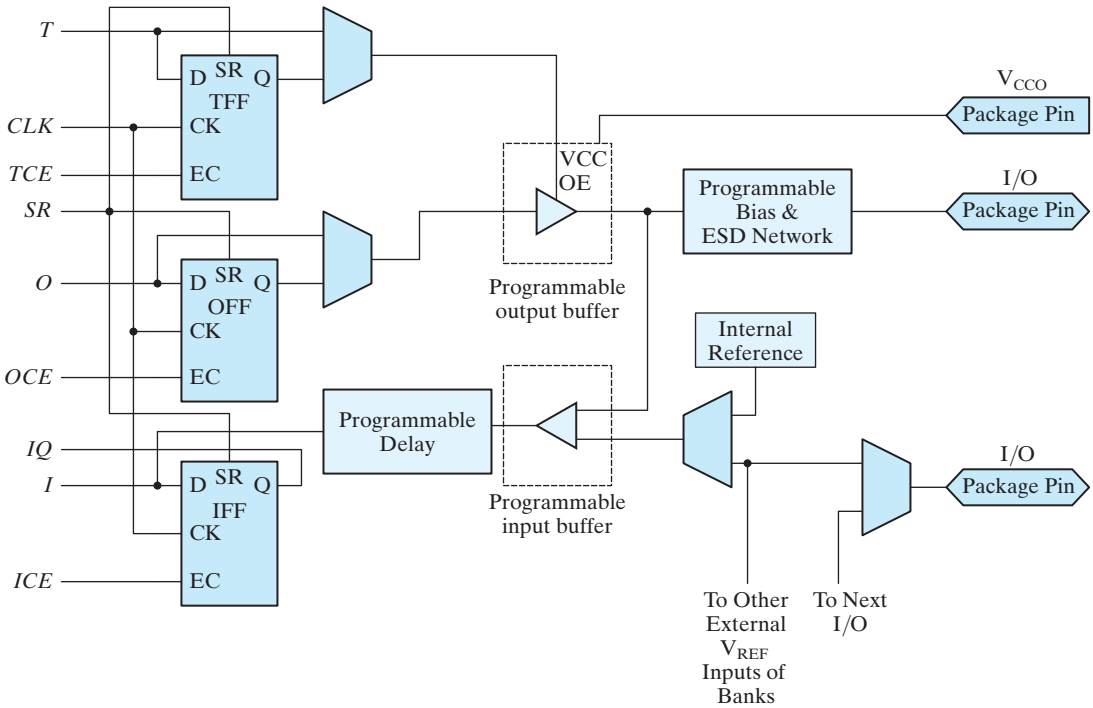 T
D
SR
Q
TFF
CK
EC
CLK
TCE
SR
V_CCO
Package Pin
VCC
OE
Programmable
output buffer
Programmable
Bias &
ESD Network
I/O
Package Pin
O
D
SR
Q
OFF
CK
EC
OCE
Internal
Reference
Programmable
Delay
Programmable
input buffer
IQ
I
D
SR
Q
IFF
CK
EC
ICE
I/O
Package Pin
To Other
External
V_REF
Inputs of
Banks
To Next
I/O